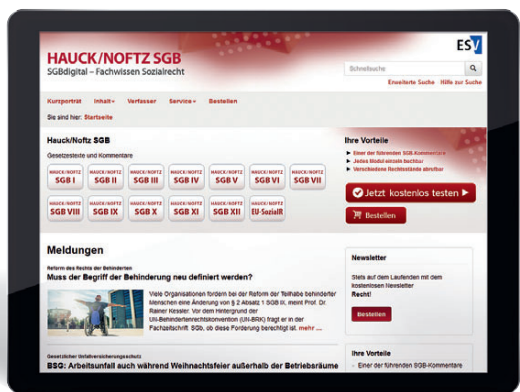 ESV
HAUCK/NOFTZ SGB
SGBdigital – Fachwissen Sozialrecht
Schnellsuche
Erweiterte Suche Hilfe zur Suche
Kurzporträt Inhalt Verfasser Service Bestellen
Sie sind hier: Startseite
Hauck/Noftz SGB
Gesetzestexte und Kommentare
HAUCK/NOFTZ SGB I
HAUCK/NOFTZ SGB II
HAUCK/NOFTZ SGB III
HAUCK/NOFTZ SGB IV
HAUCK/NOFTZ SGB V
HAUCK/NOFTZ SGB VI
HAUCK/NOFTZ SGB VII
HAUCK/NOFTZ SGB VIII
HAUCK/NOFTZ SGB IX
HAUCK/NOFTZ SGB X
HAUCK/NOFTZ SGB XI
HAUCK/NOFTZ SGB XII
HAUCK/NOFTZ EU-SozialR
Ihre Vorteile
Einer der führenden SGB-Kommentare
Jedes Modul einzeln buchbar
Verschiedene Rechtsstände abrufbar
Jetzt kostenlos testen
Bestellen
Meldungen
Reform des Rechts der Behinderten
Muss der Begriff der Behinderung neu definiert werden?
Viele Organisationen fordern bei der Reform der Teilhabe behinderter
Menschen eine Änderung von § 2 Absatz 1 SGB IX, meint Prof. Dr.
Rainer Kessler. Vor dem Hintergrund der
UN-Behindertenrechtskonvention (UN-BRK) fragt er in der
Fachzeitschrift SGb, ob diese Forderung berechtigt ist. mehr ...
Gesetzlicher Unfallversicherungsschutz
BSG: Arbeitsunfall auch während Weihnachtsfeier außerhalb der Betriebsräume
Newsletter
Stets auf dem Laufenden mit dem
kostenlosen Newsletter
Recht!
Bestellen
Ihre Vorteile
Einer der führenden SGB-Kommentare